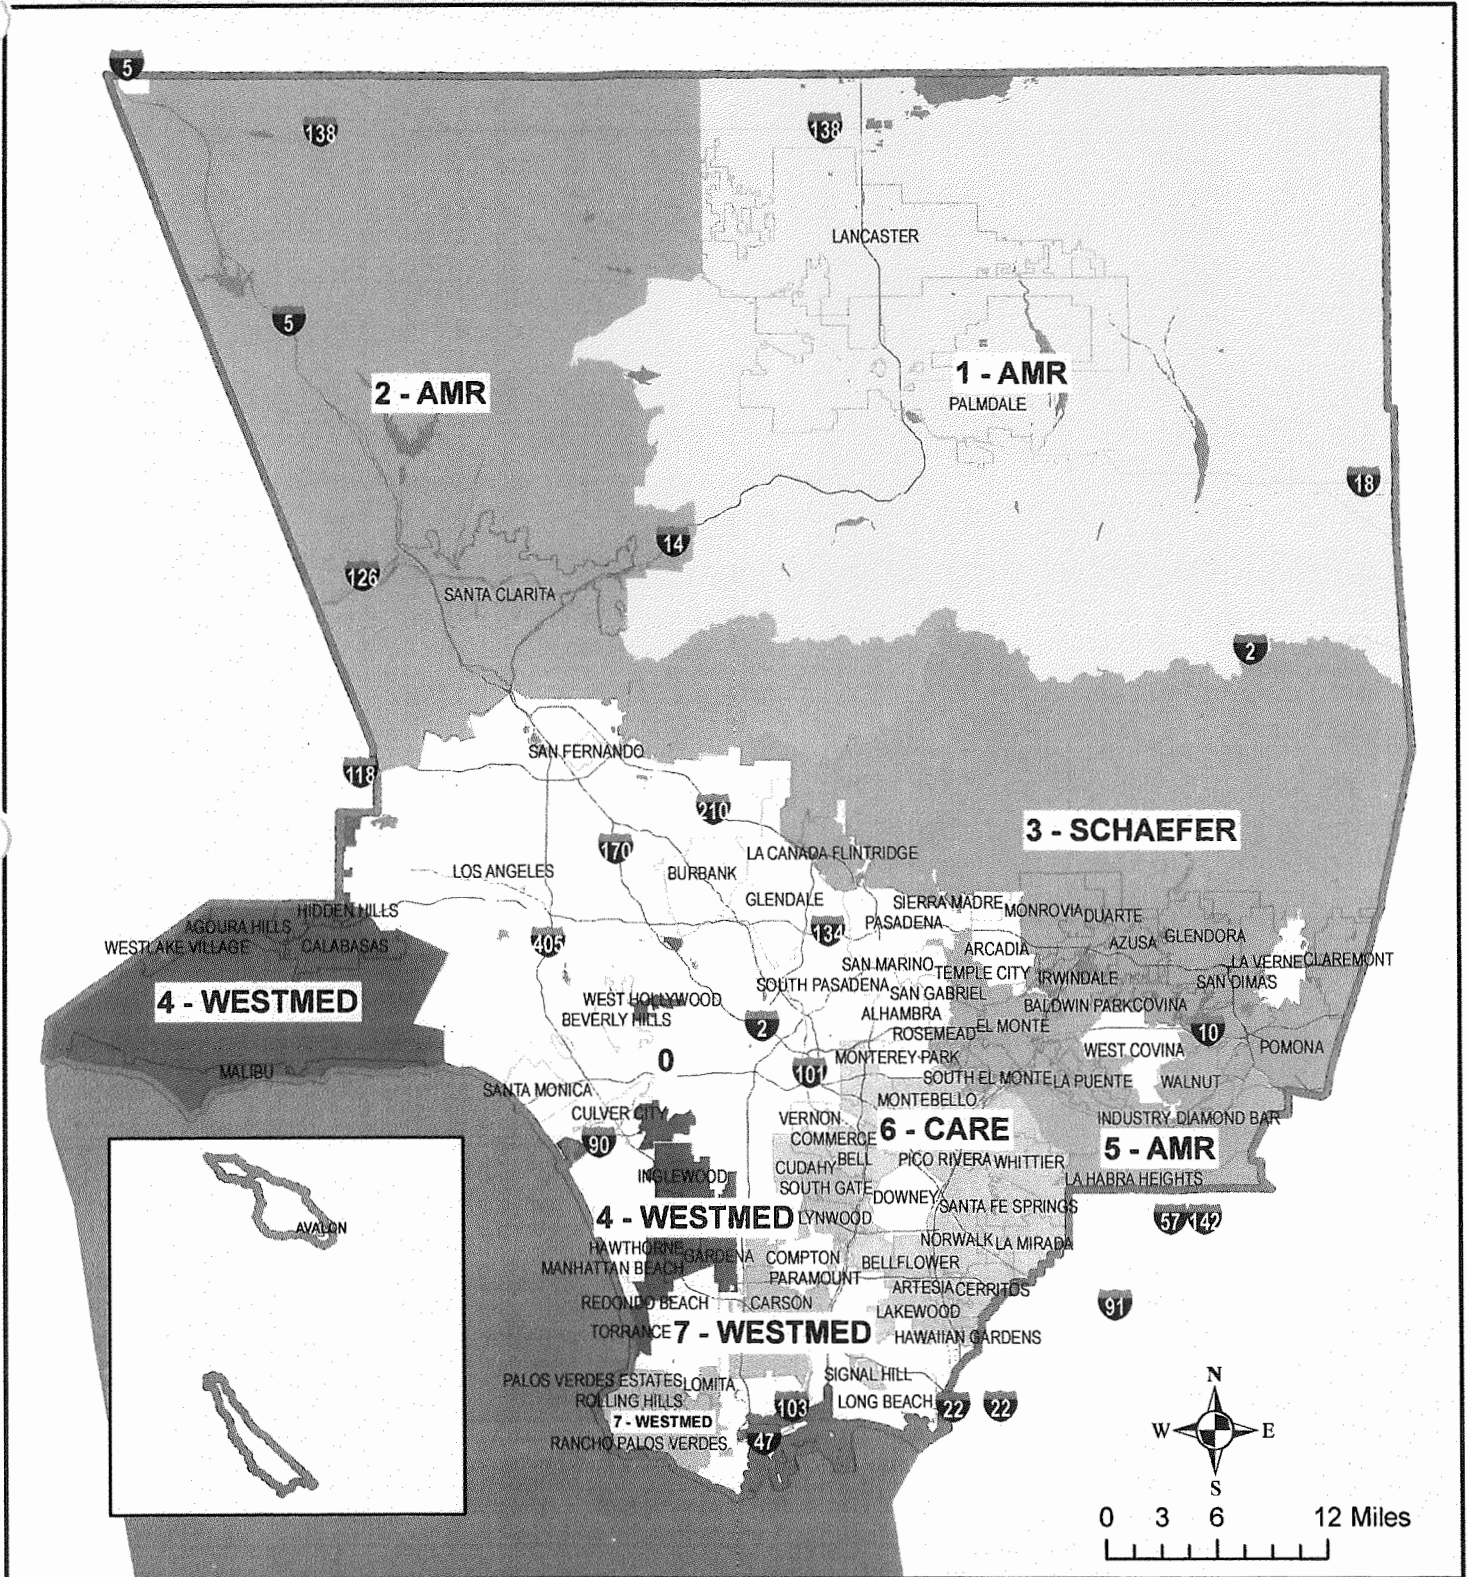 5
138
138
LANCASTER
5
1 - AMR
2 - AMR
PALMDALE
18
14
126
SANTA CLARITA
2
SAN FERNANDO
118
210
3 - SCHAEFER
170
LA CANADA FLINTRIDGE
LOS ANGELES
BURBANK
GLENDALE
SIERRA MADRE
MONROVIA
DUARTE
HIDDEN HILLS
PASADENA
AGOURA HILLS
134
405
GLENDORA
AZUSA
WESTLAKE VILLAGE
CALABASAS
ARCADIA
LA VERNE
CLAREMONT
SAN MARINO
TEMPLE CITY
IRWINDALE
SAN DIMAS
SOUTH PASADENA
SAN GABRIEL
4 - WESTMED
WEST HOLLYWOOD
BALDWIN PARK
COVINA
BEVERLY HILLS
ALHAMBRA
2
ROSEMEAD
EL MONTE
10
0
MONTEREY PARK
WEST COVINA
POMONA
MALIBU
101
SOUTH EL MONTE
LA PUENTE
WALNUT
SANTA MONICA
MONTEBELLO
CULVER CITY
VERNON
INDUSTRY
DIAMOND BAR
90
COMMERCE
6 - CARE
5 - AMR
BELL
PICO RIVERA
WHITTIER
CUDAHY
INGLEWOOD
LA HABRA HEIGHTS
SOUTH GATE
DOWNEY
SANTA FE SPRINGS
4 - WESTMED
LYNWOOD
57
142
AVALON
NORWALK
LA MIRADA
HAWTHORNE
GARDENA
COMPTON
BELLFLOWER
MANHATTAN BEACH
PARAMOUNT
ARTESIA
CERRITOS
REDONDO BEACH
CARSON
LAKEWOOD
91
TORRANCE
7 - WESTMED
HAWAIIAN GARDENS
SIGNAL HILL
PALOS VERDES ESTATES
LOMITA
ROLLING HILLS
103
LONG BEACH
22
22
7 - WESTMED
RANCHO PALOS VERDES
47
N
W
E
S
0 3 6 12 Miles